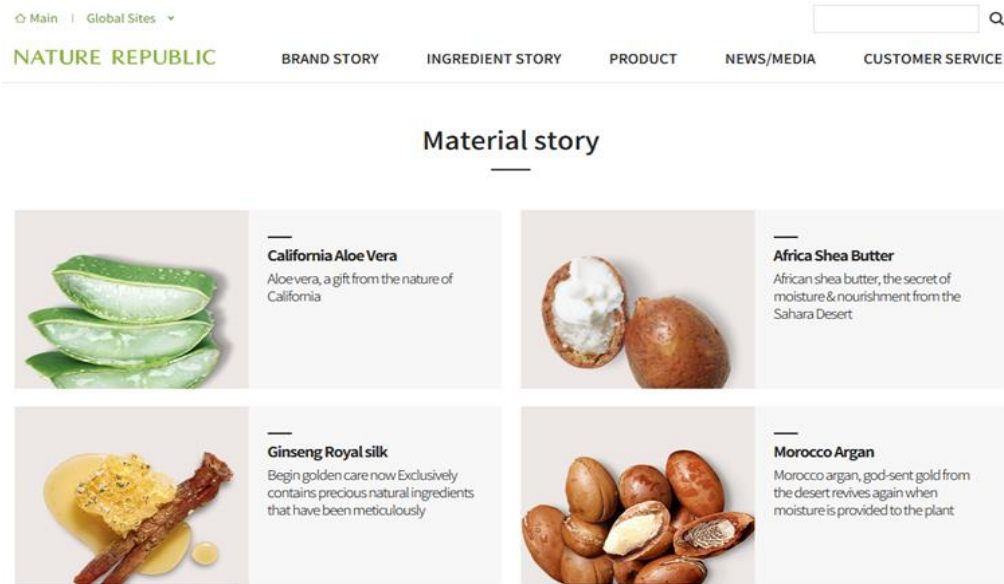 Main | Global Sites
NATURE REPUBLIC
BRAND STORY
INGREDIENT STORY
PRODUCT
NEWS/MEDIA
CUSTOMER SERVICE
Material story
California Aloe Vera
Aloe vera, a gift from the nature of
California
Africa Shea Butter
African shea butter, the secret of
moisture & nourishment from the
Sahara Desert
Ginseng Royal silk
Begin golden care now Exclusively
contains precious natural ingredients
that have been meticulously
Morocco Argan
Morocco argan, god-sent gold from
the desert revives again when
moisture is provided to the plant